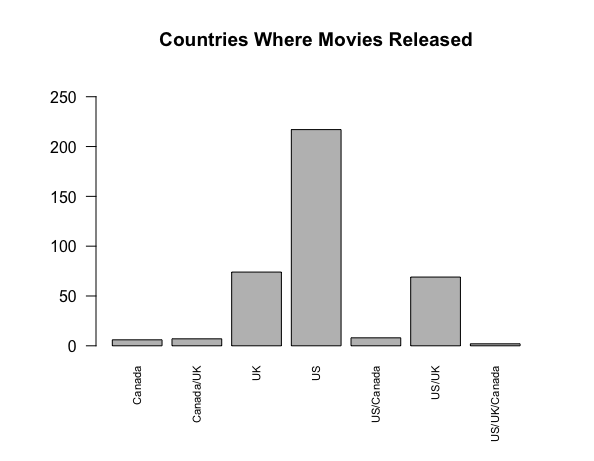 Countries Where Movies Released
250
200
150
100
50
0
Canada
Canada/UK
UK
US
US/Canada
US/UK
US/UK/Canada